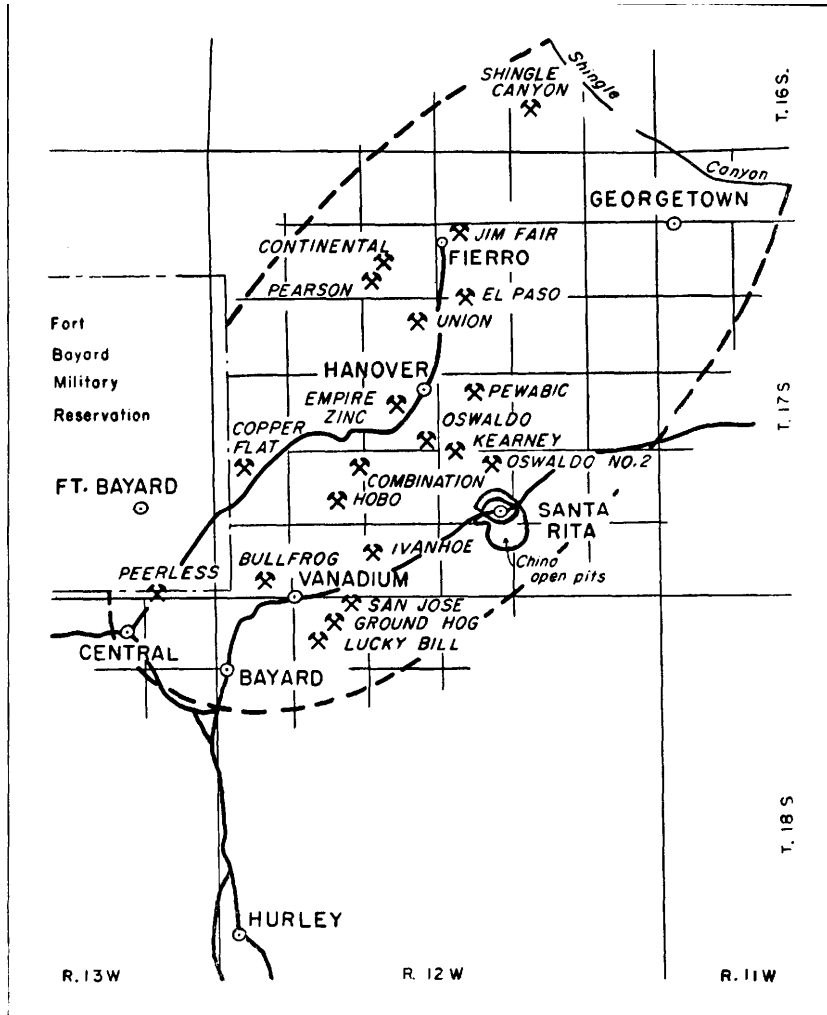 SHINGLE
CANYON
Shingle
T. 16 S.
Canyon
GEORGETOWN
JIM FAIR
CONTINENTAL
FIERRO
PEARSON
EL PASO
Fort
Bayard
Military
Reservation
UNION
HANOVER
PEWABIC
EMPIRE
ZINC
T. 17 S
OSWALDO
COPPER
FLAT
KEARNEY
OSWALDO NO. 2
COMBINATION
FT. BAYARD
HOBO
SANTA
RITA
IVANHOE
Chino
open pits
BULLFROG
PEERLESS
VANADIUM
SAN JOSE
GROUND HOG
LUCKY BILL
CENTRAL
BAYARD
T. 18 S
HURLEY
R. 13 W
R. 12 W
R. 11 W